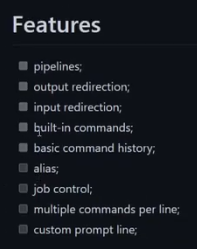 Features
pipelines;
output redirection;
input redirection;
built-in commands;
basic command history;
alias;
job control;
multiple commands per line;
custom prompt line;